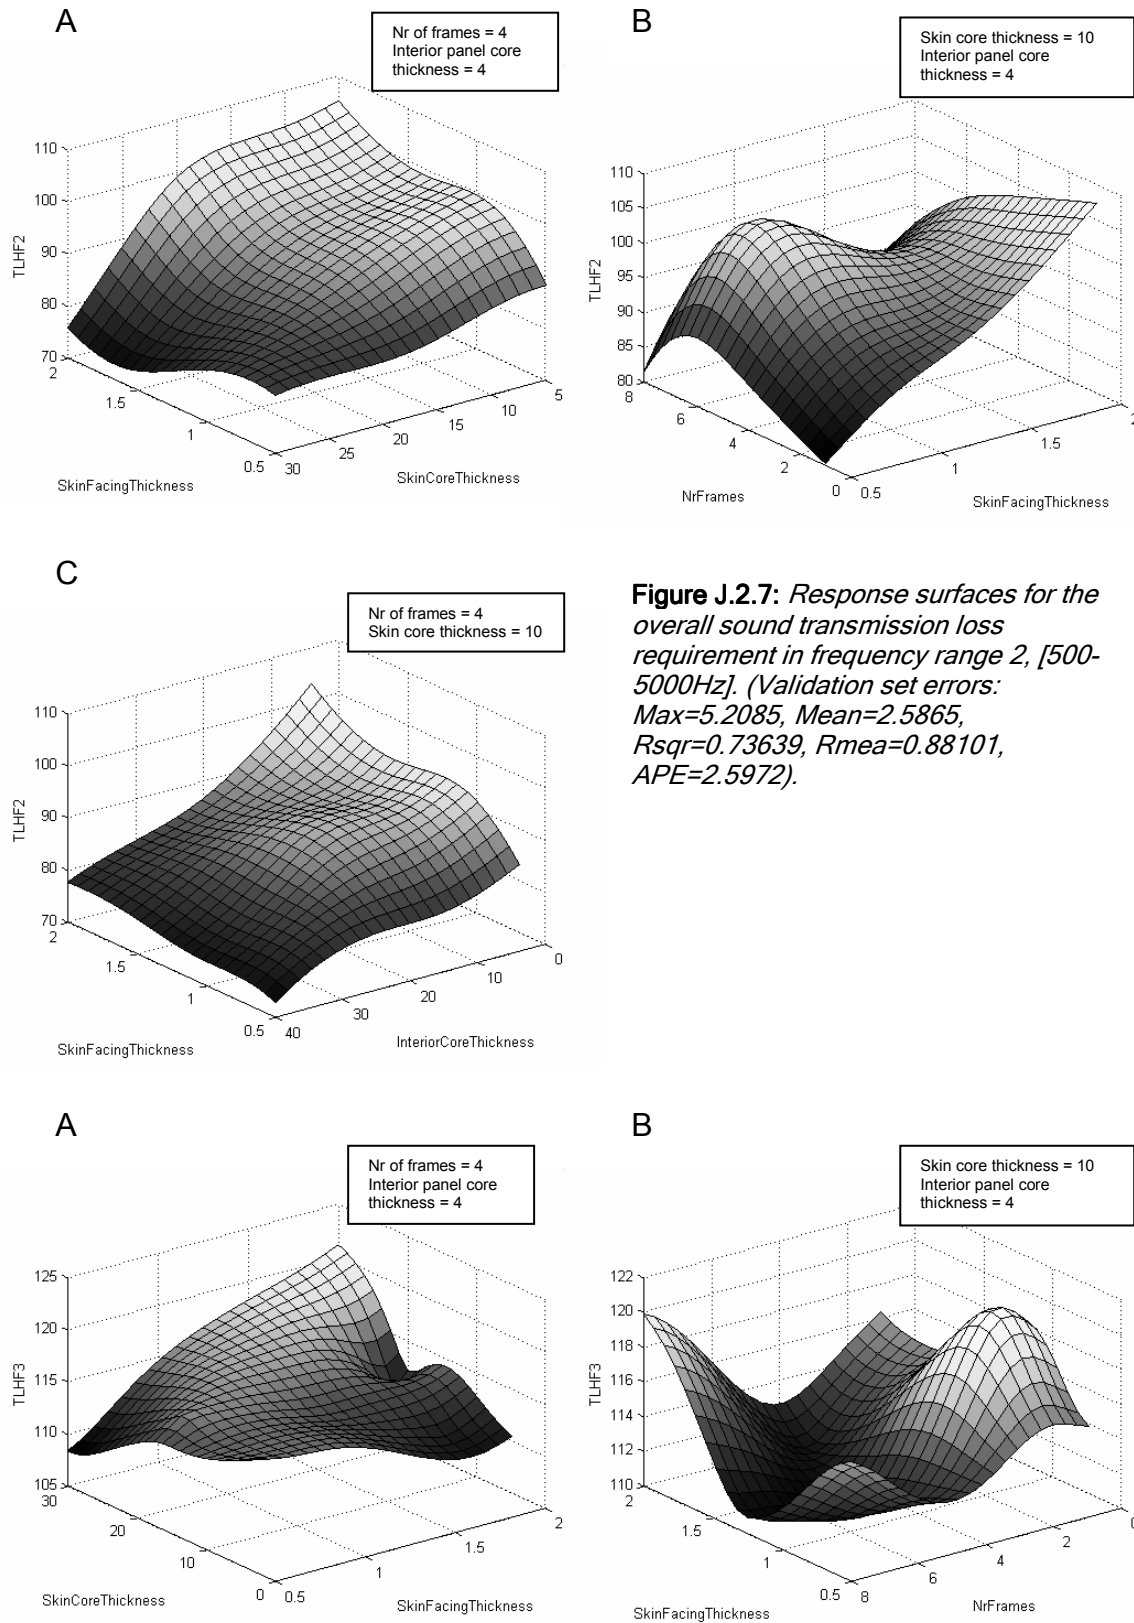 A
Nr of frames = 4
Interior panel core
thickness = 4
110
100
90
80
70
TLHF2
2
1.5
1
0.5
SkinFacingThickness
30
25
20
15
10
5
SkinCoreThickness
B
Skin core thickness = 10
Interior panel core
thickness = 4
110
105
100
95
90
85
80
TLHF2
8
6
4
2
0
NrFrames
0.5
1
1.5
2
SkinFacingThickness
C
Nr of frames = 4
Skin core thickness = 10
110
100
90
80
70
TLHF2
2
1.5
1
0.5
SkinFacingThickness
40
30
20
10
0
InteriorCoreThickness
Figure J.2.7: Response surfaces for the
overall sound transmission loss
requirement in frequency range 2, [500-
5000Hz]. (Validation set errors:
Max=5.2085, Mean=2.5865,
Rsqr=0.73639, Rmea=0.88101,
APE=2.5972).
A
Nr of frames = 4
Interior panel core
thickness = 4
125
120
115
110
105
TLHF3
30
20
10
0
SkinCoreThickness
0.5
1
1.5
2
SkinFacingThickness
B
Skin core thickness = 10
Interior panel core
thickness = 4
122
120
118
116
114
112
110
TLHF3
2
1.5
1
0.5
SkinFacingThickness
8
6
4
2
0
NrFrames